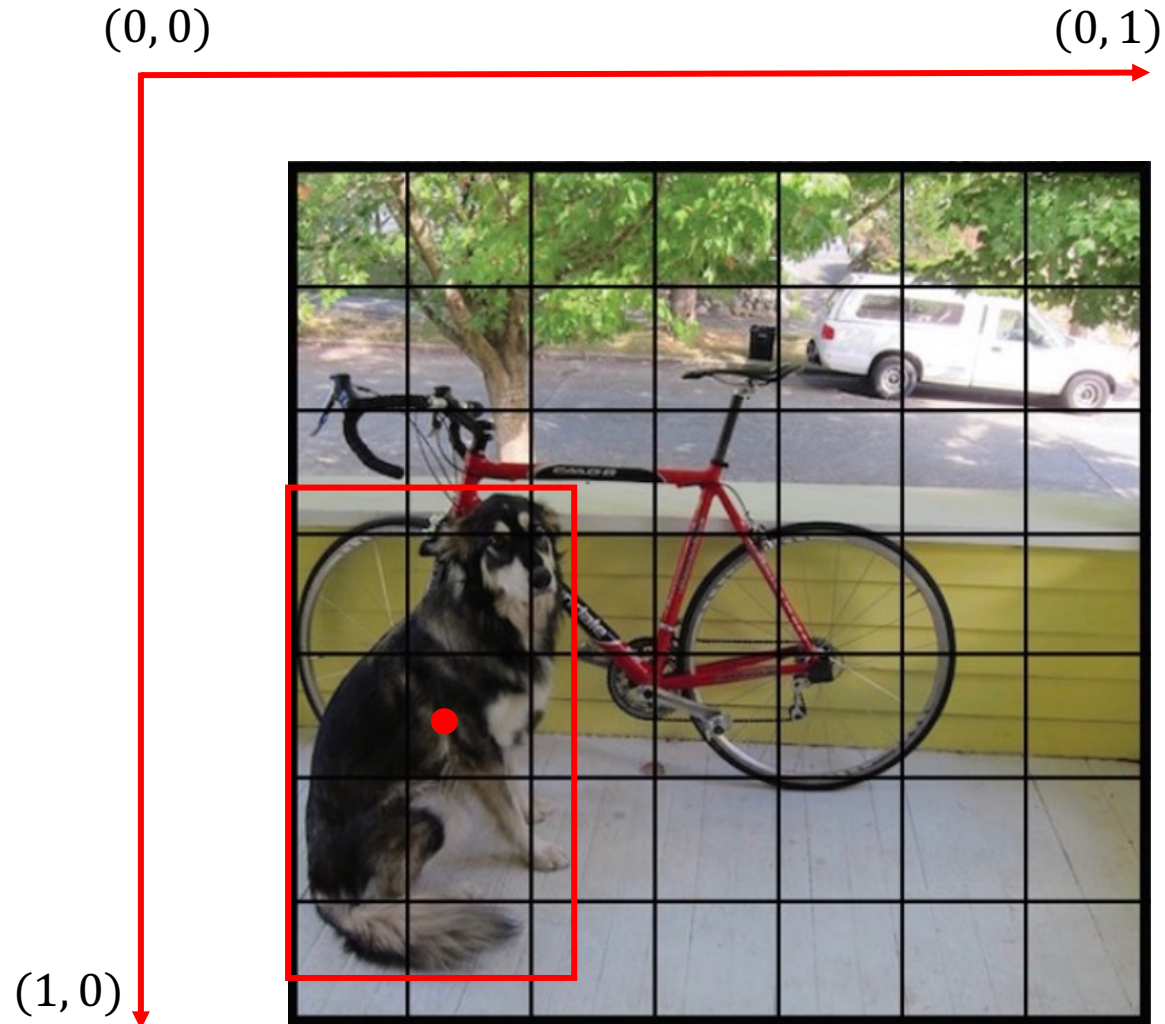 (0, 0)
(0, 1)
(1, 0)